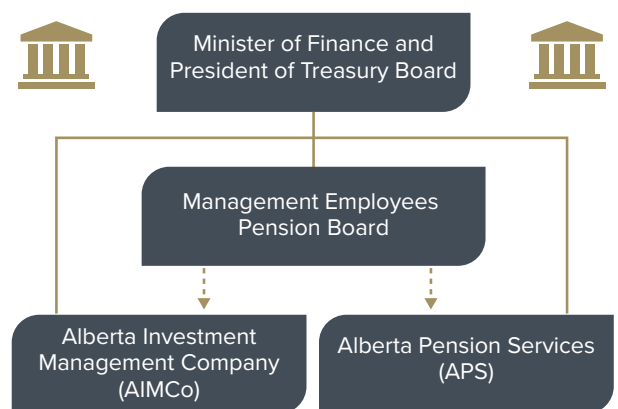 Minister of Finance and
President of Treasury Board
Management Employees
Pension Board
Alberta Investment
Management Company
(AIMCo)
Alberta Pension Services
(APS)